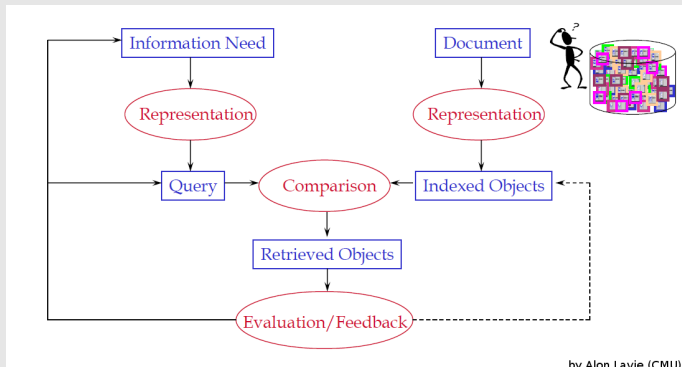 Information Need
Document
?
Representation
Representation
Query
Comparison
Indexed Objects
Retrieved Objects
Evaluation/Feedback
by Alon Lavie (CMU)